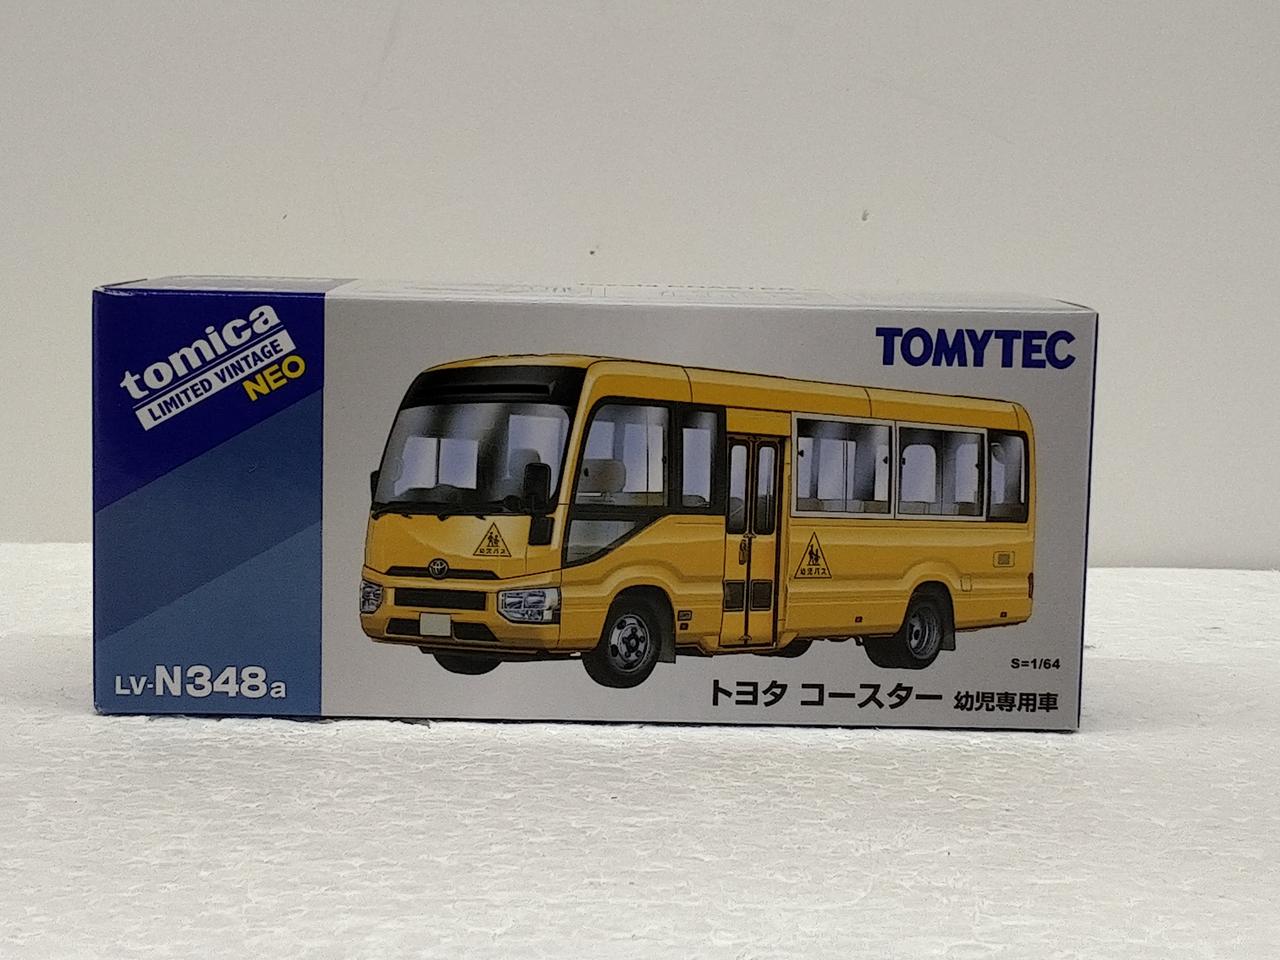 tomica
LIMITED VINTAGE
NEO
TOMYTEC
幼児バス
幼児バス
S=1/64
LV-N348a
トヨタ コースター 幼児専用車